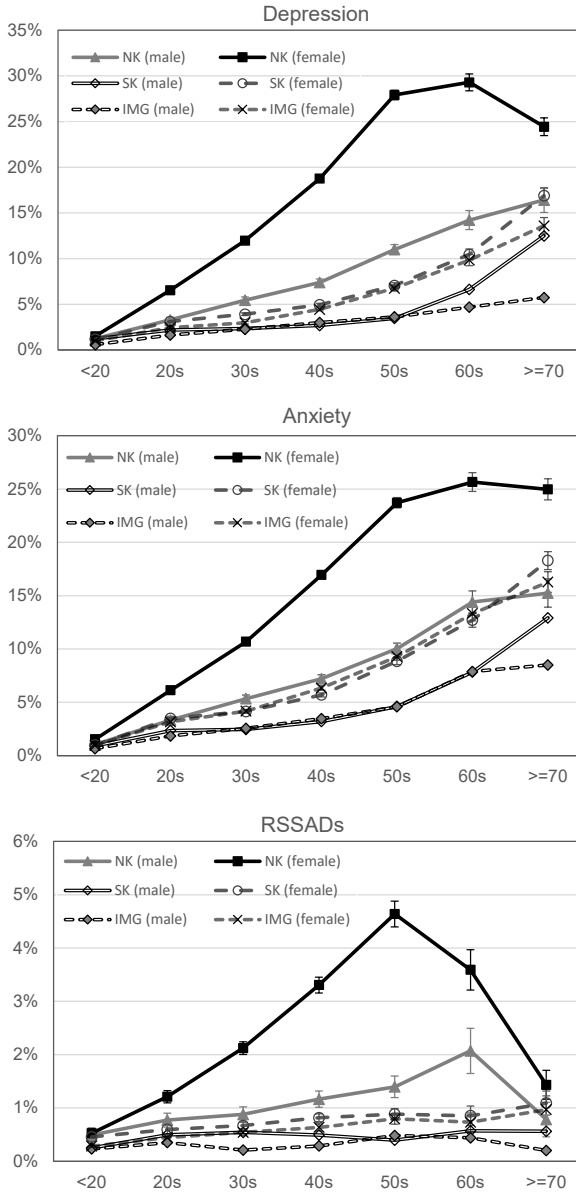 Depression
35%
30%
25%
20%
15%
10%
5%
0%
NK (male) NK (female)
SK (male) SK (female)
IMG (male) IMG (female)
<20 20s 30s 40s 50s 60s >=70
Anxiety
30%
25%
20%
15%
10%
5%
0%
NK (male) NK (female)
SK (male) SK (female)
IMG (male) IMG (female)
<20 20s 30s 40s 50s 60s >=70
RSSADs
6%
5%
4%
3%
2%
1%
0%
NK (male) NK (female)
SK (male) SK (female)
IMG (male) IMG (female)
<20 20s 30s 40s 50s 60s >=70